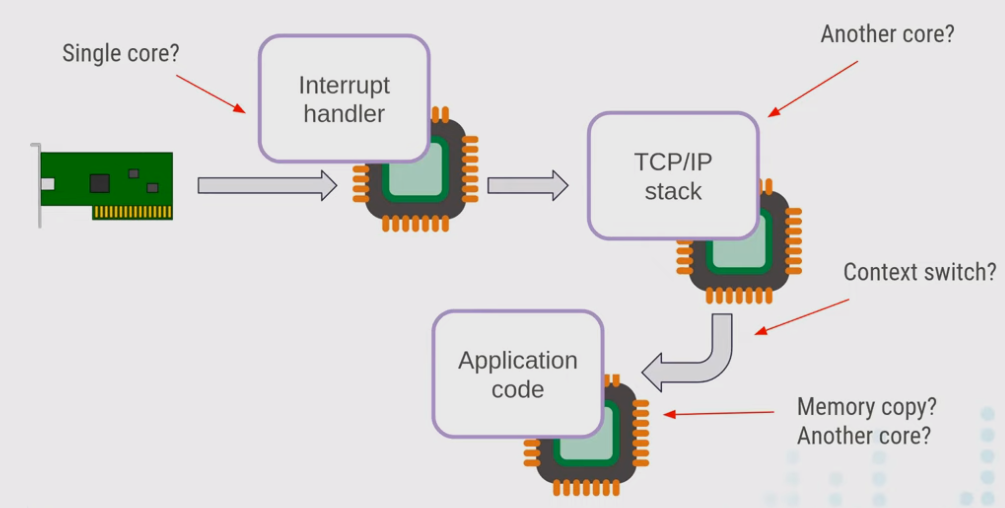 Single core?
Interrupt
handler
Another core?
TCP/IP
stack
Context switch?
Application
code
Memory copy?
Another core?